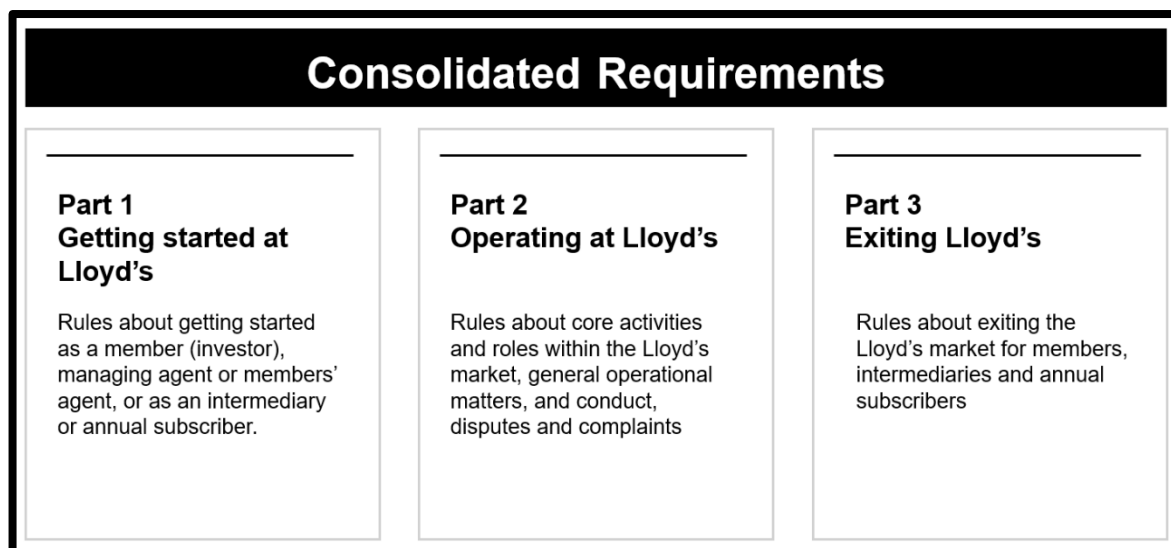 Consolidated Requirements
Part 1
Getting started at
Lloyd's
Rules about getting started
as a member (investor),
managing agent or members'
agent, or as an intermediary
or annual subscriber.
Part 2
Operating at Lloyd's
Rules about core activities
and roles within the Lloyd's
market, general operational
matters, and conduct,
disputes and complaints
Part 3
Exiting Lloyd's
Rules about exiting the
Lloyd's market for members,
intermediaries and annual
subscribers